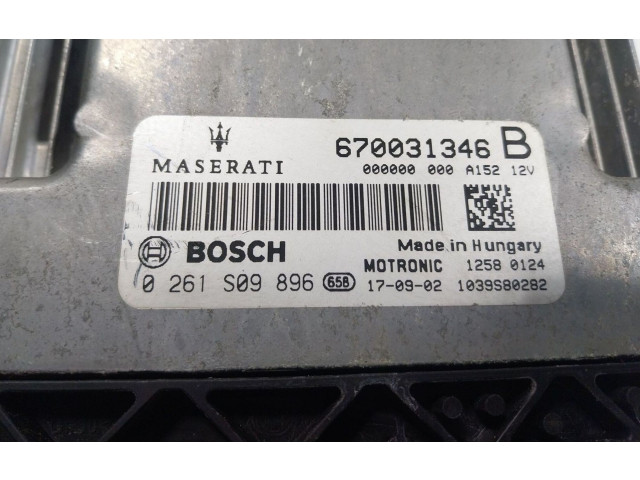 MASERATI
670031346 B
000000 000 A152 12V
BOSCH
Made in Hungary
MOTRONIC 1258 0124
0 261 S09 896 65B 17-09-02 1039S80282